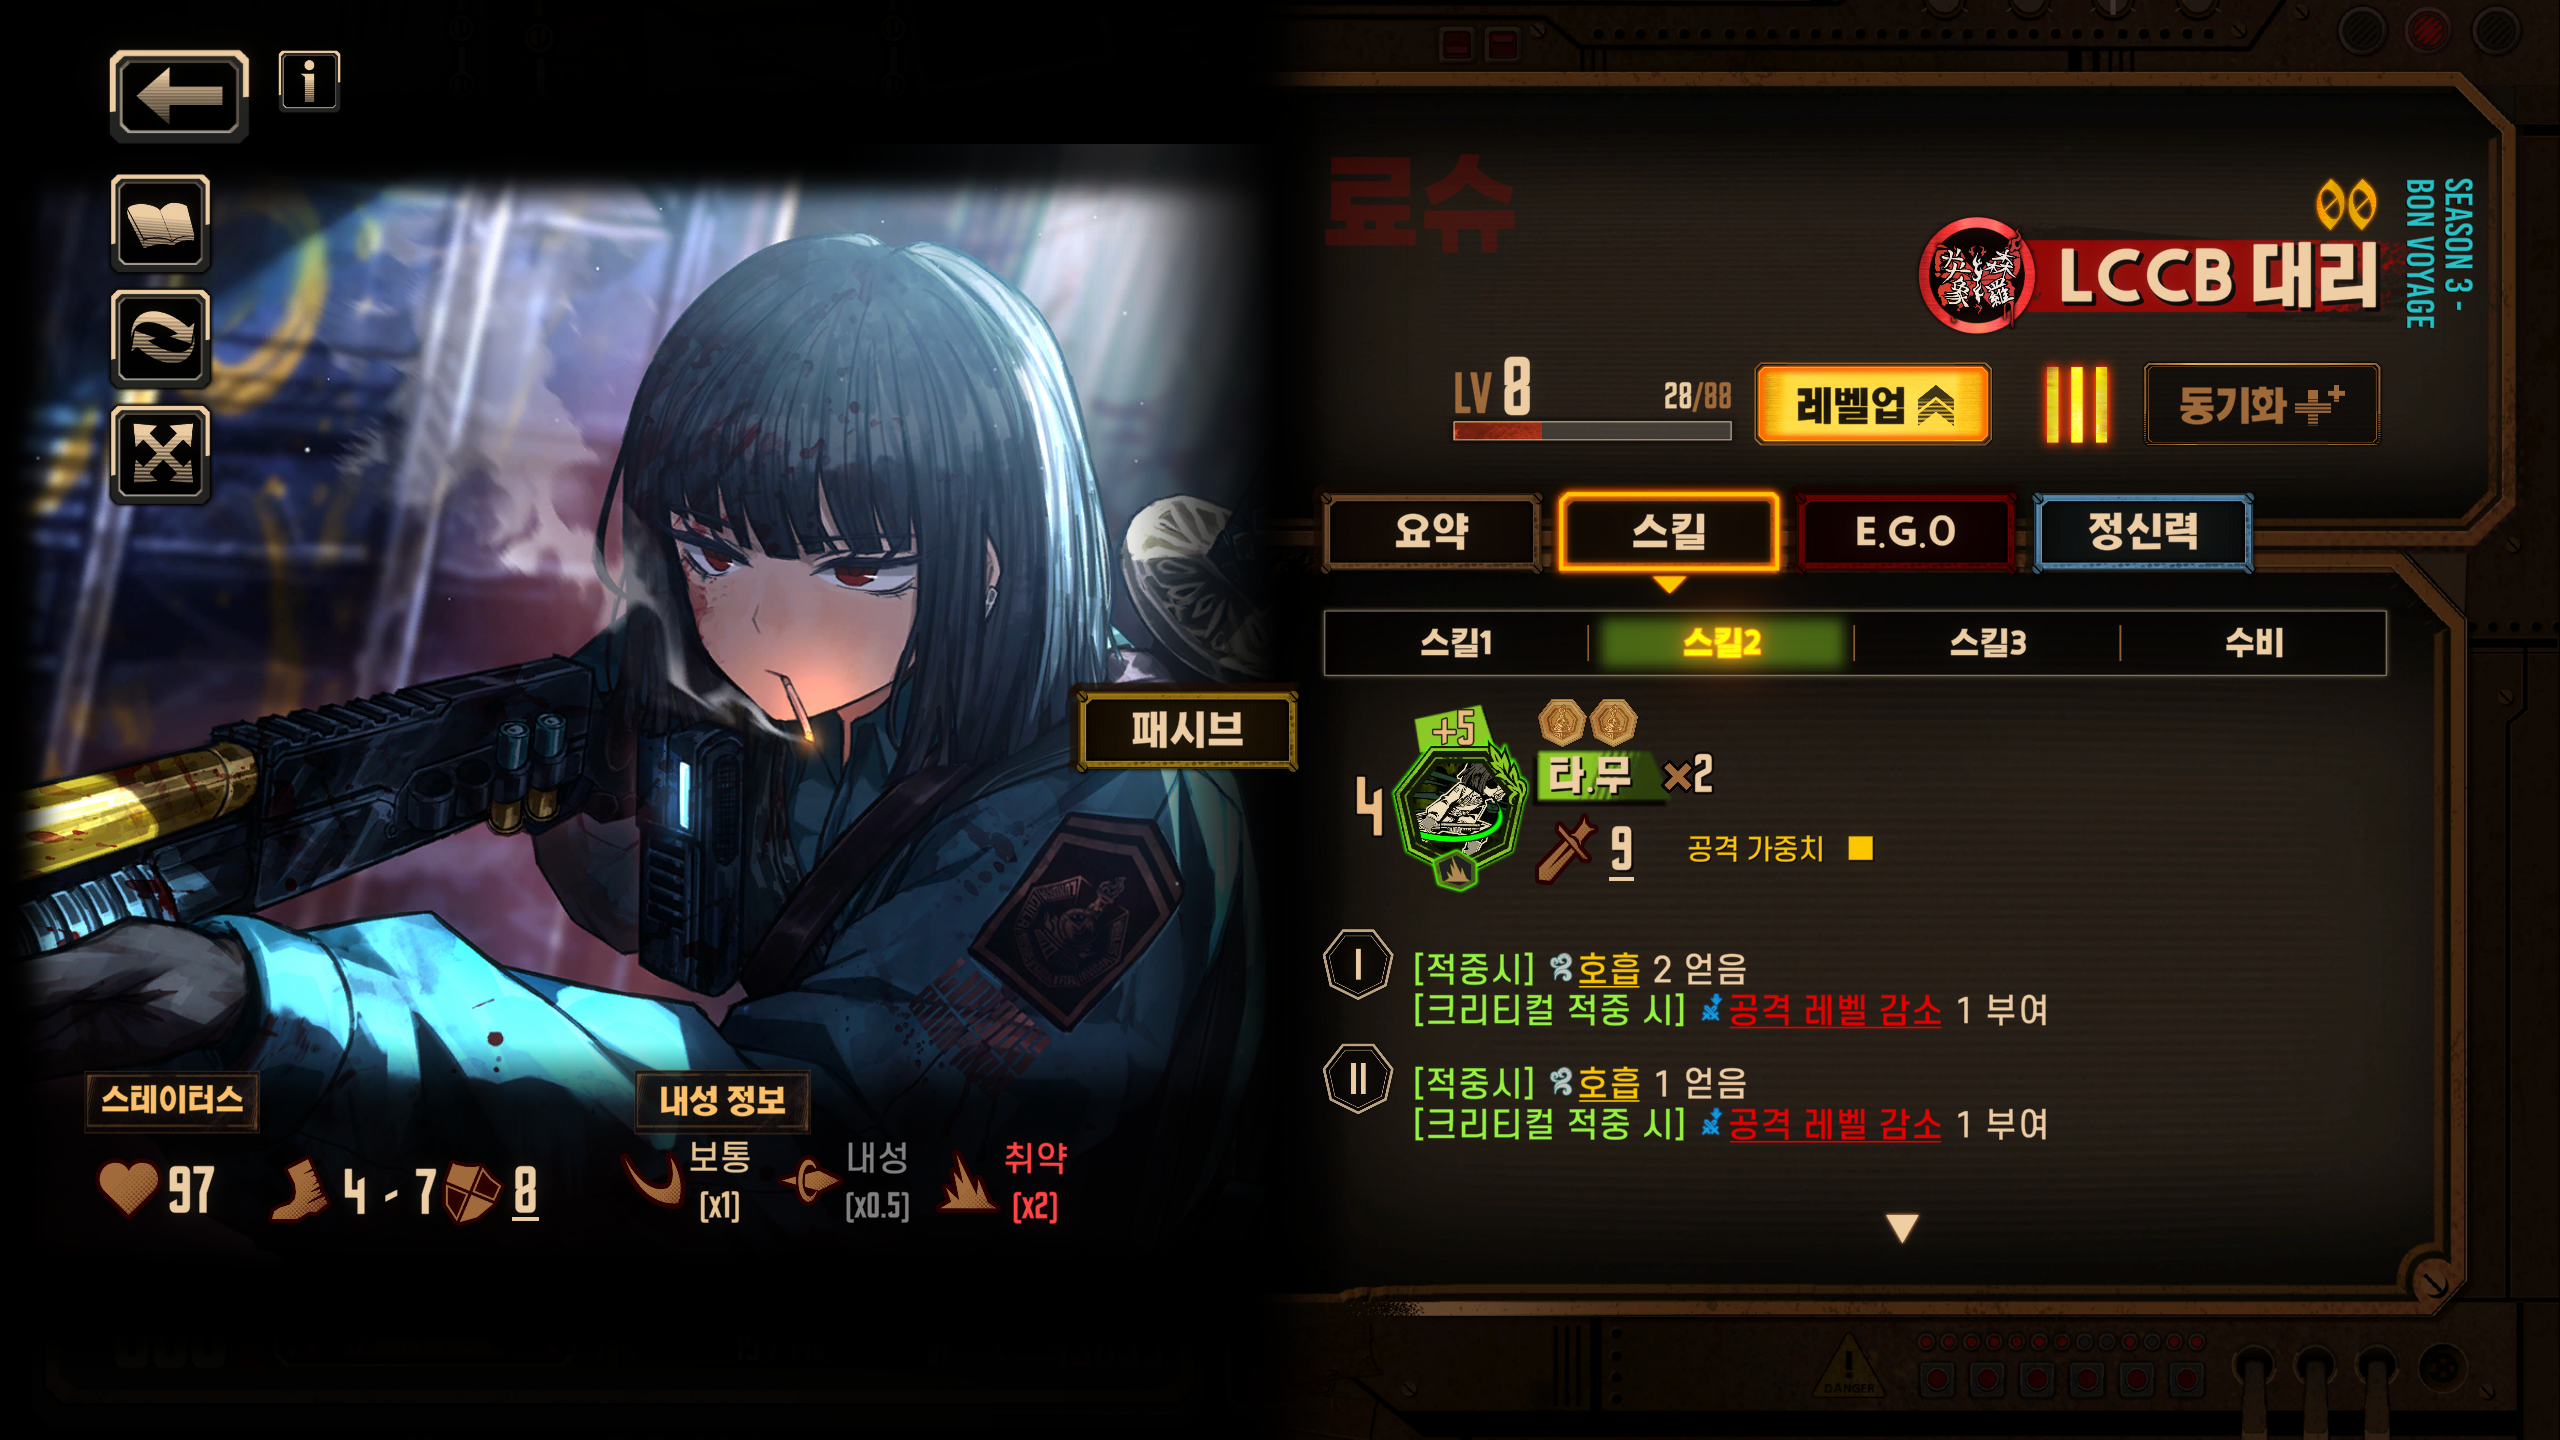 료슈
LCCB 대리
SEASON 3 -
BON VOYAGE
LV 8
28/88
레벨업
동기화
요약
스킬
E.G.O
정신력
스킬1
스킬2
스킬3
수비
패시브
+5
4
타.무 ×2
9
공격 가중치
I
[적중시] 호흡 2 얻음
[크리티컬 적중 시] 공격 레벨 감소 1 부여
II
[적중시] 호흡 1 얻음
[크리티컬 적중 시] 공격 레벨 감소 1 부여
스테이터스
97
4 - 7
8
내성 정보
보통
[x1]
내성
[x0.5]
취약
[x2]
DANGER